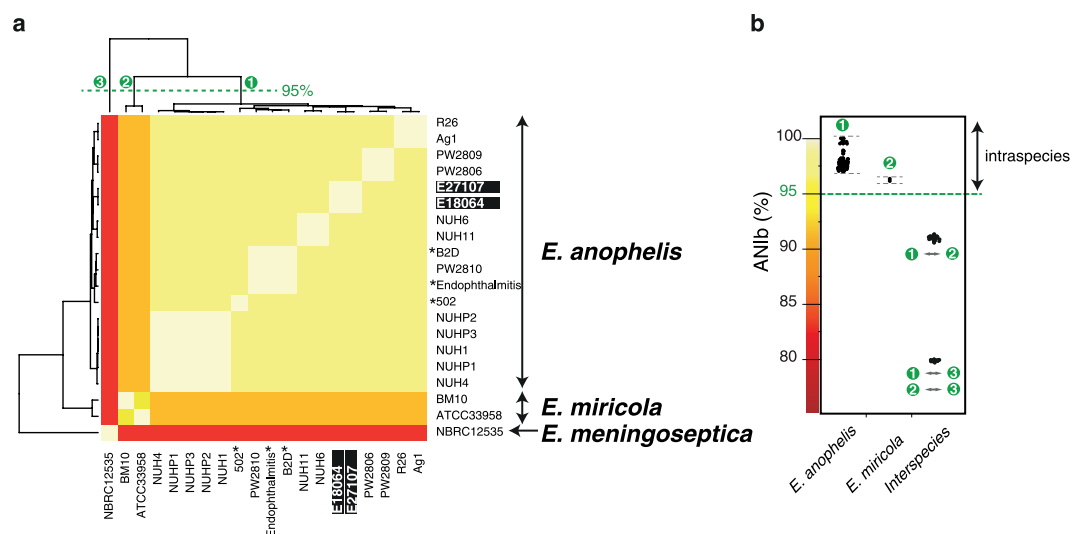 a
b
3 2 1 95%
R26
Ag1
PW2809
PW2806
E27107
E18064
NUH6
NUH11
*B2D
PW2810
*Endophthalmitis
*502
NUHP2
NUHP3
NUH1
NUHP1
NUH4
BM10
ATCC33958
NBRC12535
E. anophelis
E. miricola
E. meningoseptica
NBRC12535
BM10
ATCC33958
NUH4
NUHP1
NUHP3
NUHP2
NUH1
502*
PW2810
Endophthalmitis*
B2D*
NUH11
NUH6
E18064
E27107
PW2806
PW2809
R26
Ag1
ANIb (%)
100
95
90
85
80
1
2
intraspecies
1 2
1 3
2 3
E. anophelis
E. miricola
Interspecies